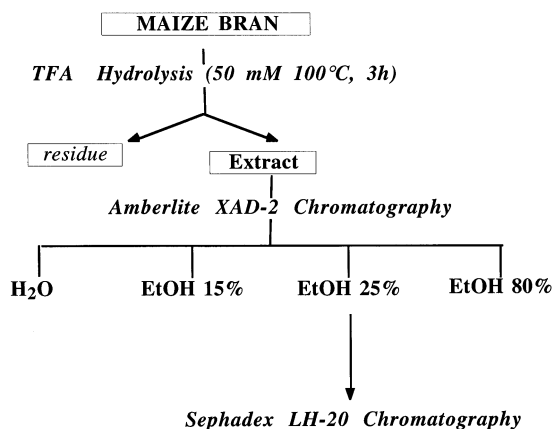 MAIZE BRAN
TFA Hydrolysis (50 mM 100°C, 3h)
residue
Extract
Amberlite XAD-2 Chromatography
H₂O
EtOH 15%
EtOH 25%
EtOH 80%
Sephadex LH-20 Chromatography